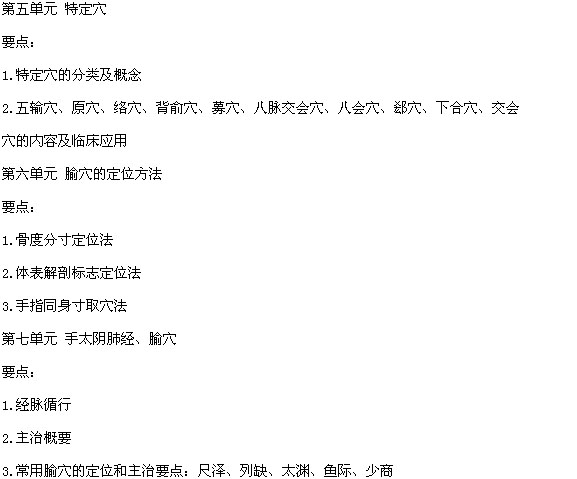 第五单元 特定穴
要点：
1.特定穴的分类及概念
2.五输穴、原穴、络穴、背俞穴、募穴、八脉交会穴、八会穴、郄穴、下合穴、交会
穴的内容及临床应用
第六单元 腧穴的定位方法
要点：
1.骨度分寸定位法
2.体表解剖标志定位法
3.手指同身寸取穴法
第七单元 手太阴肺经、腧穴
要点：
1.经脉循行
2.主治概要
3.常用腧穴的定位和主治要点：尺泽、列缺、太渊、鱼际、少商